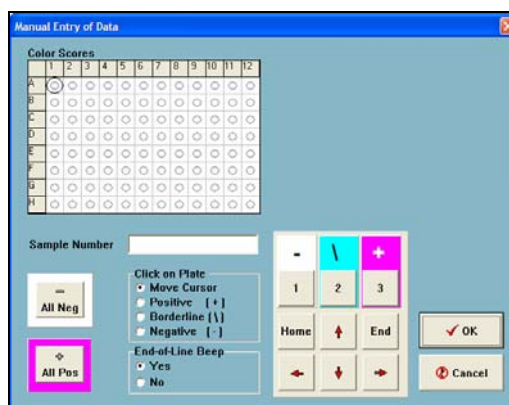 Manual Entry of Data
Color Scores
1 2 3 4 5 6 7 8 9 10 11 12
A
B
C
D
E
F
G
H
Sample Number
- \ +
1 2 3
All Neg
Click on Plate
Move Cursor
Positive (+)
Borderline (\)
Negative (-)
Home End
OK
All Pos
End-of-Line Beep
Yes
No
Cancel